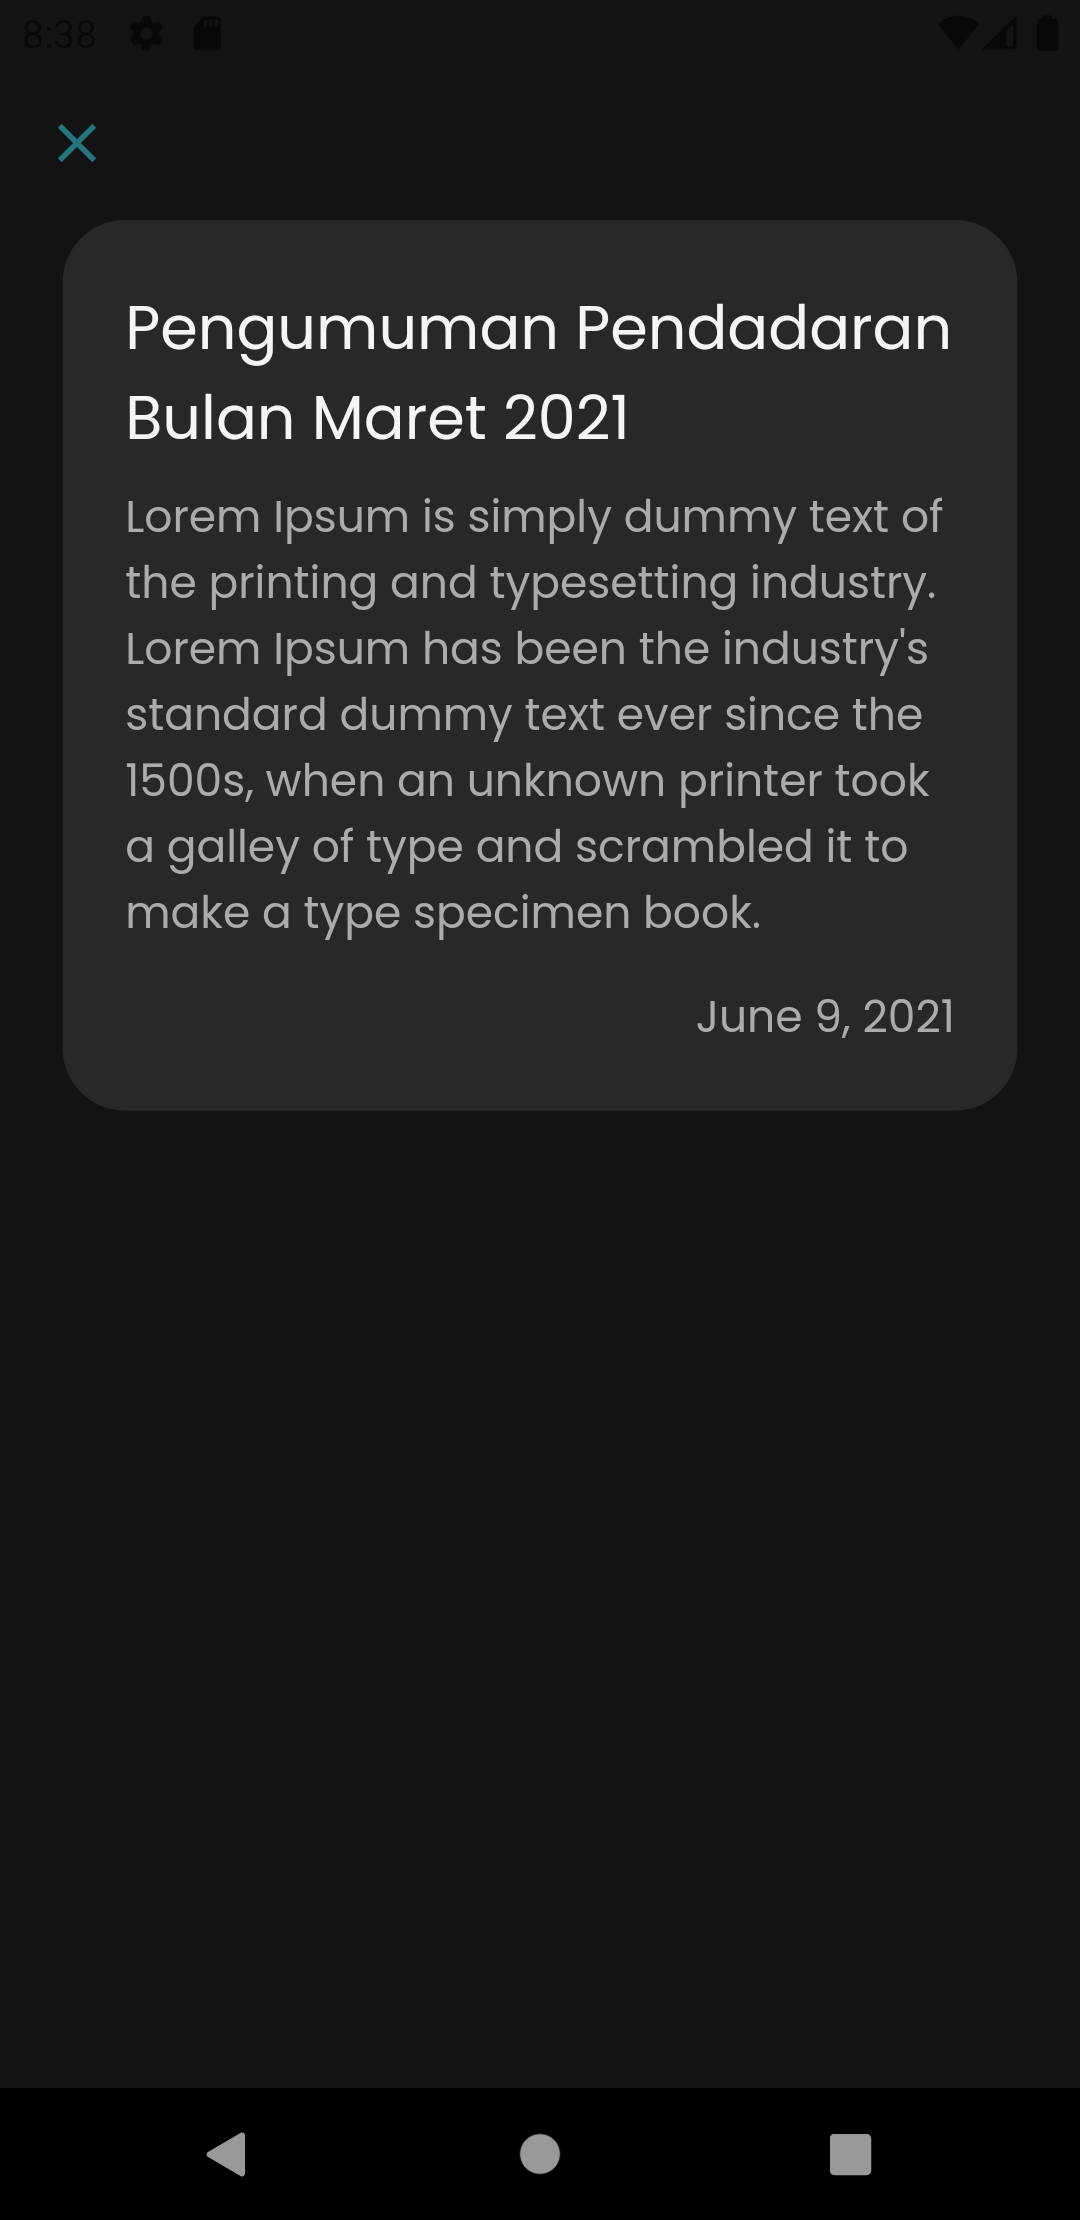 8:38
Pengumuman Pendadaran
Bulan Maret 2021
Lorem Ipsum is simply dummy text of
the printing and typesetting industry.
Lorem Ipsum has been the industry's
standard dummy text ever since the
1500s, when an unknown printer took
a galley of type and scrambled it to
make a type specimen book.
June 9, 2021